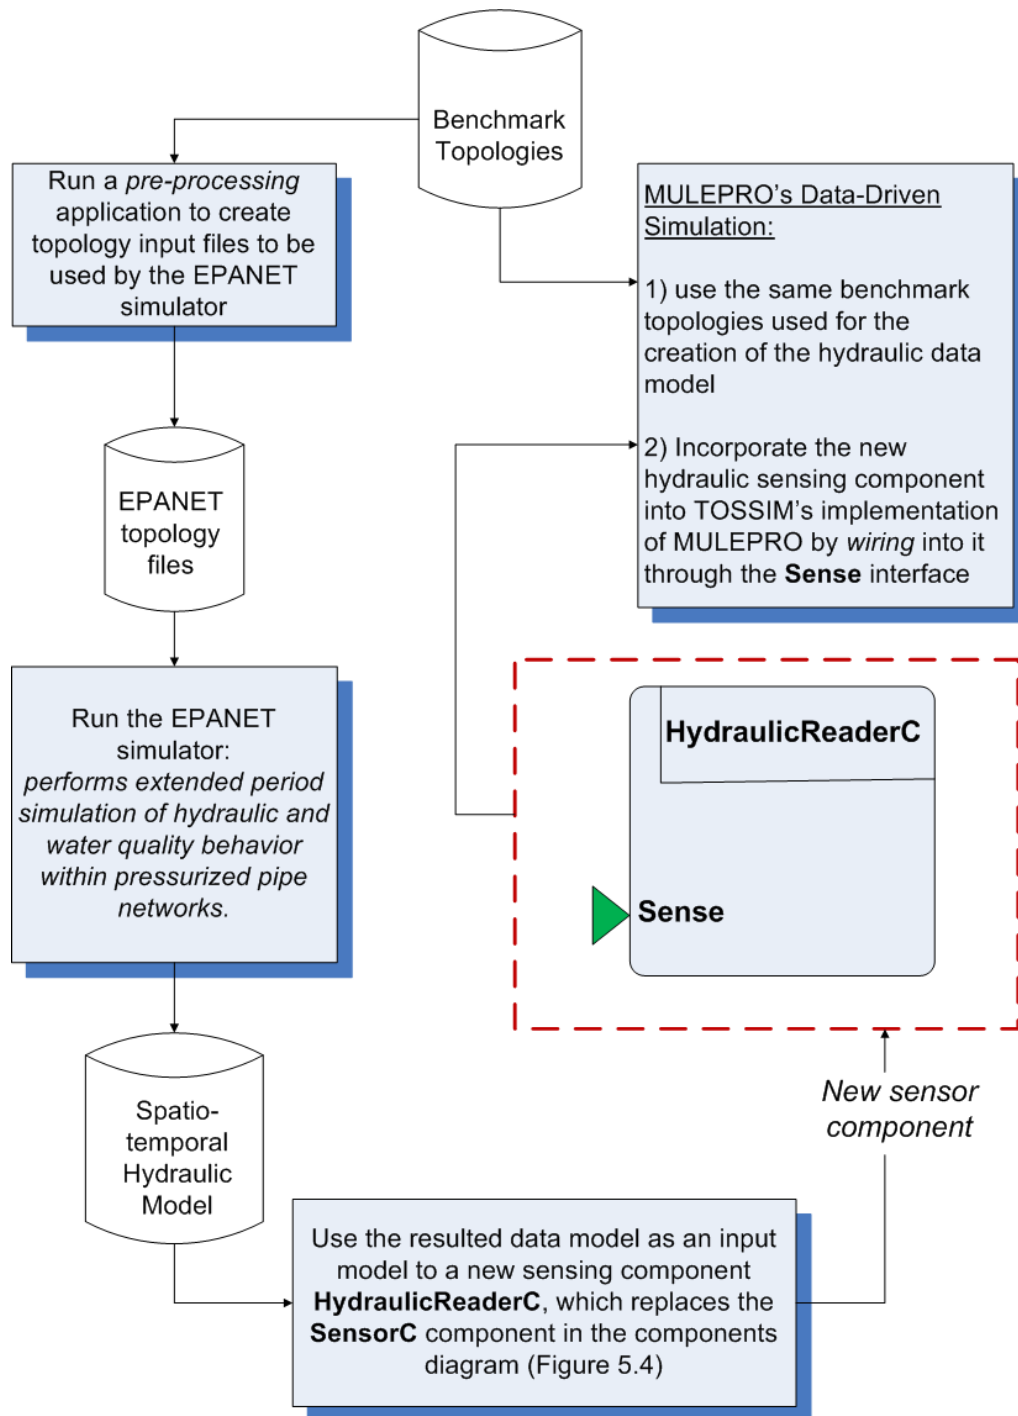 Benchmark
Topologies
Run a pre-processing
application to create
topology input files to be
used by the EPANET
simulator
MULEPRO's Data-Driven
Simulation:
1) use the same benchmark
topologies used for the
creation of the hydraulic data
model
2) Incorporate the new
hydraulic sensing component
into TOSSIM's implementation
of MULEPRO by wiring into it
through the Sense interface
EPANET
topology
files
Run the EPANET
simulator:
performs extended period
simulation of hydraulic and
water quality behavior
within pressurized pipe
networks.
HydraulicReaderC
Sense
Spatio-
temporal
Hydraulic
Model
New sensor
component
Use the resulted data model as an input
model to a new sensing component
HydraulicReaderC, which replaces the
SensorC component in the components
diagram (Figure 5.4)